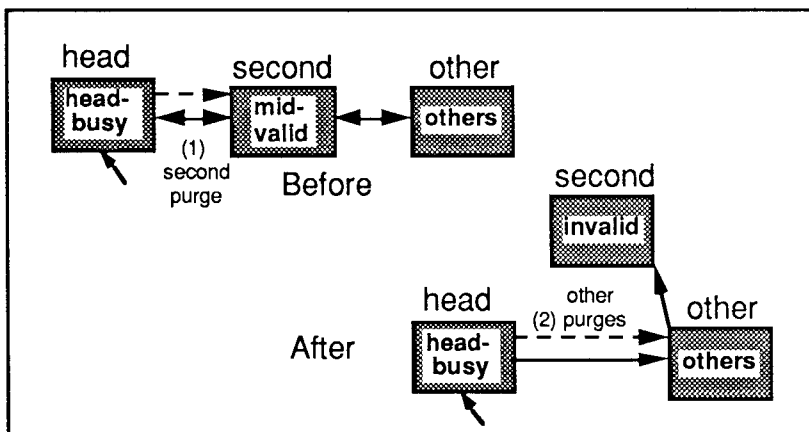 head
second
other
head-
busy
mid-
valid
others
(1)
second
purge
Before
second
invalid
head
other
(2) purges
other
After
head-
busy
others